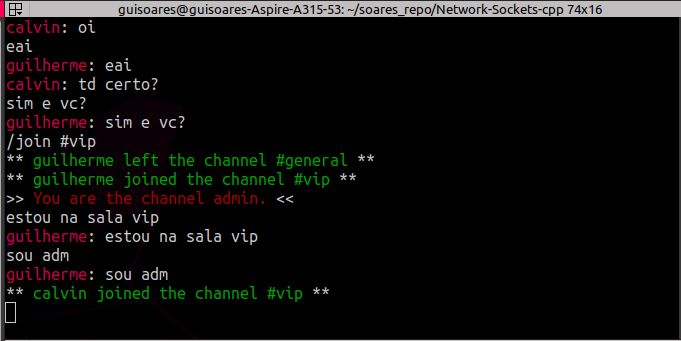 guisoares@guisoares-Aspire-A315-53: ~/soares_repo/Network-Sockets-cpp 74x16
calvin: oi
eai
guilherme: eai
calvin: td certo?
sim e vc?
guilherme: sim e vc?
/join #vip
** guilherme left the channel #general **
** guilherme joined the channel #vip **
>> You are the channel admin. <<
estou na sala vip
guilherme: estou na sala vip
sou adm
guilherme: sou adm
** calvin joined the channel #vip **